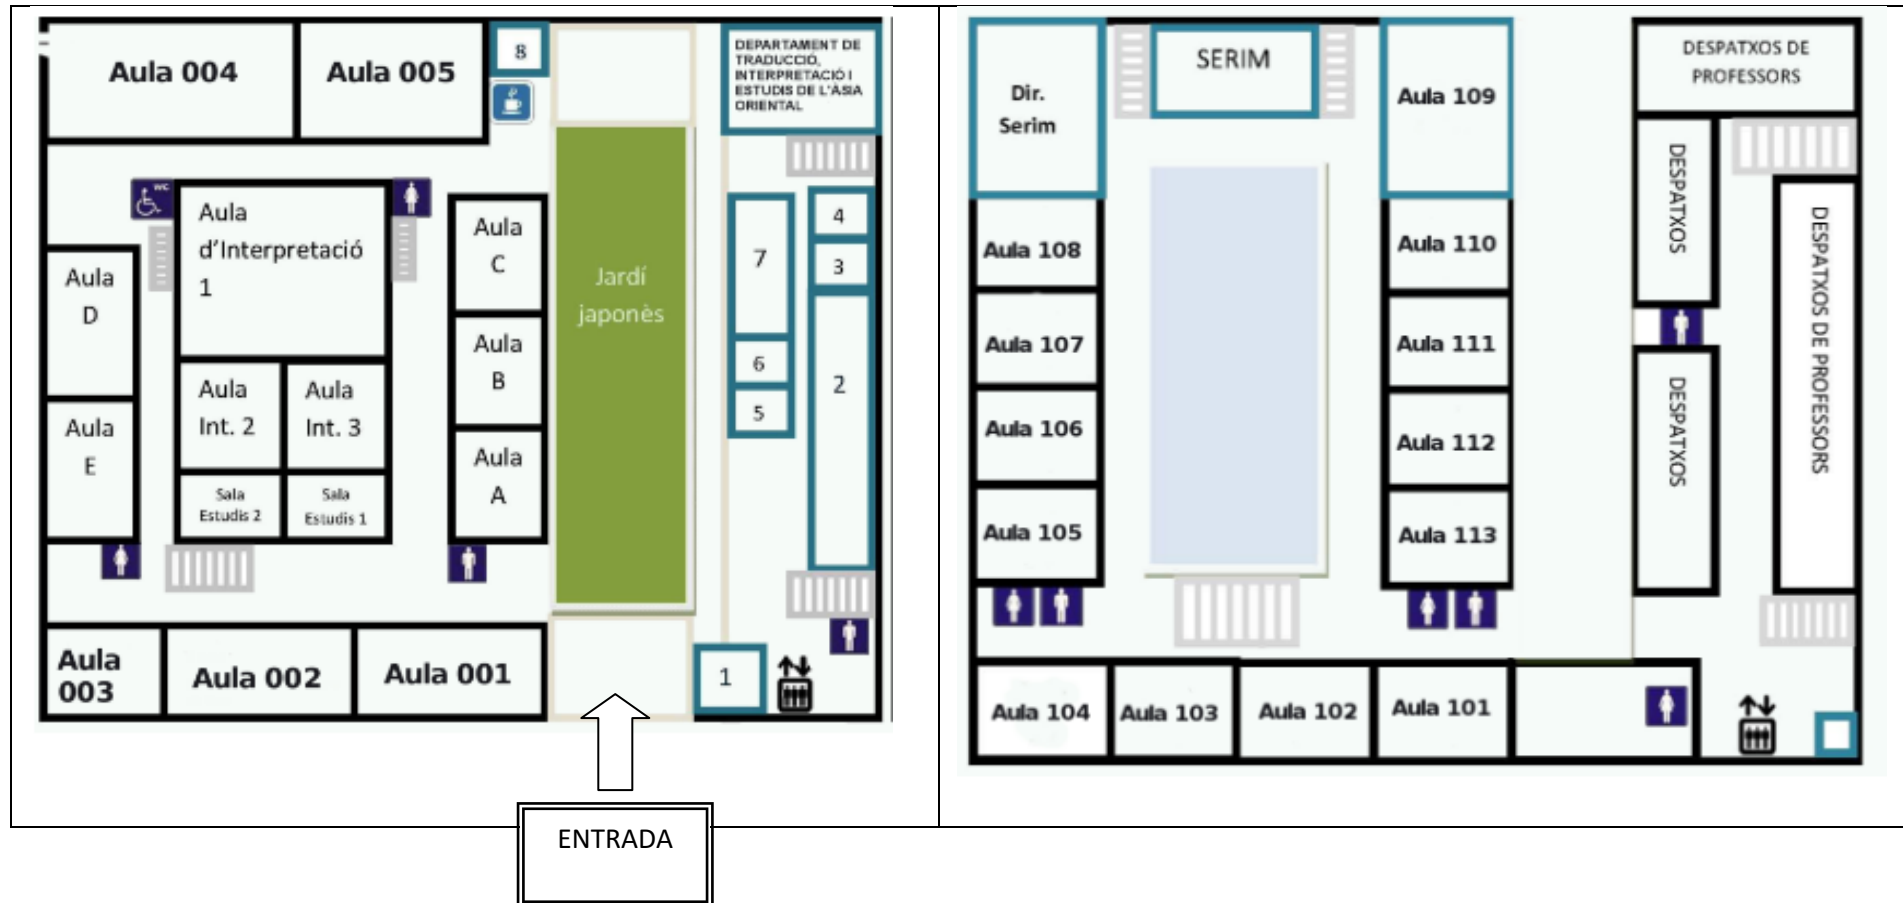 Aula 004
Aula 005
8
DEPARTAMENT DE
TRADUCCIÓ,
INTERPRETACIÓ I
ESTUDIS DE L'ÀSIA
ORIENTAL
WC
Aula
d'Interpretació
1
Aula
C
Jardí
japonès
7
4
3
Aula
D
Aula
B
6
2
Aula
Int. 2
Aula
Int. 3
5
Aula
E
Aula
A
Sala
Estudis 2
Sala
Estudis 1
Aula
003
Aula 002
Aula 001
1
ENTRADA
Dir.
Serim
SERIM
Aula 109
DESPATXOS DE
PROFESSORS
DESPATXOS
DESPATXOS DE PROFESSORS
Aula 108
Aula 110
Aula 107
Aula 111
Aula 106
Aula 112
DESPATXOS
Aula 105
Aula 113
Aula 104
Aula 103
Aula 102
Aula 101